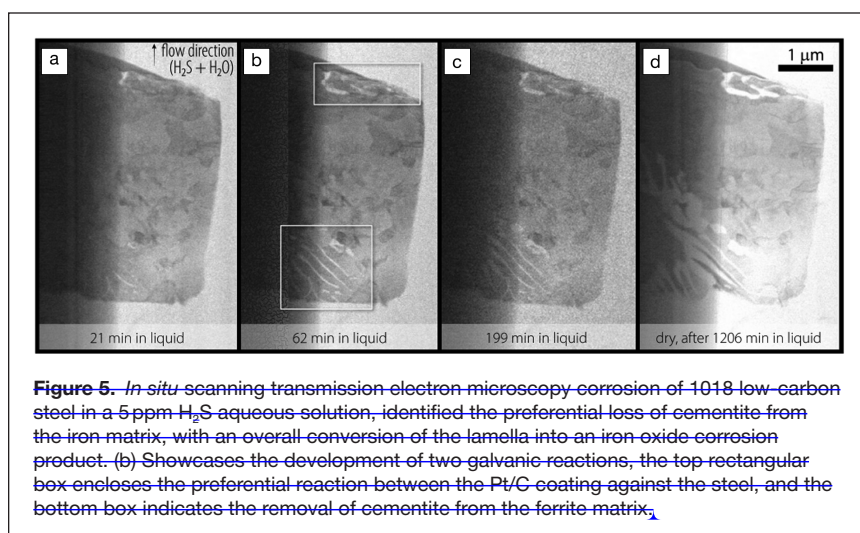 a
↑ flow direction
(H₂S + H₂O)
b
c
d
1 μm
21 min in liquid
62 min in liquid
199 min in liquid
dry, after 1206 min in liquid
Figure 5. In situ scanning transmission electron microscopy corrosion of 1018 low-carbon
steel in a 5 ppm H₂S aqueous solution, identified the preferential loss of cementite from
the iron matrix, with an overall conversion of the lamella into an iron oxide corrosion
product. (b) Showcases the development of two galvanic reactions, the top rectangular
box encloses the preferential reaction between the Pt/C coating against the steel, and the
bottom box indicates the removal of cementite from the ferrite matrix.